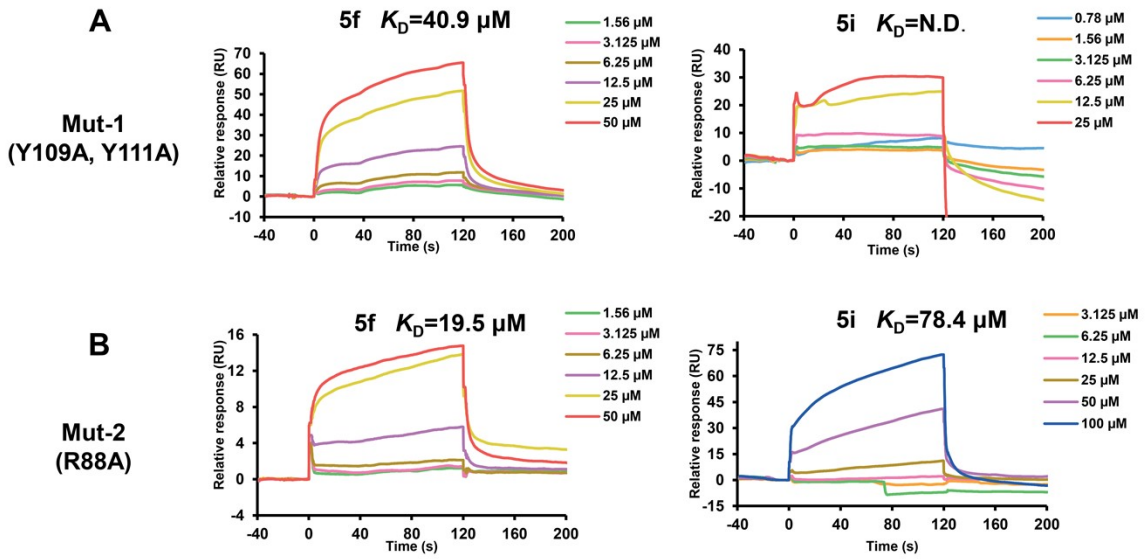 A
Mut-1
(Y109A, Y111A)
5f KD=40.9 μM
Relative response (RU)
70
60
50
40
30
20
10
0
-10
-40 0 40 80 120 160 200
Time (s)
1.56 μM
3.125 μM
6.25 μM
12.5 μM
25 μM
50 μM
5i KD=N.D.
Relative response (RU)
40
30
20
10
0
-10
-20
-40 0 40 80 120 160 200
Time (s)
0.78 μM
1.56 μM
3.125 μM
6.25 μM
12.5 μM
25 μM
B
Mut-2
(R88A)
5f KD=19.5 μM
Relative response (RU)
16
12
8
4
0
-4
-40 0 40 80 120 160 200
Time (s)
1.56 μM
3.125 μM
6.25 μM
12.5 μM
25 μM
50 μM
5i KD=78.4 μM
Relative response (RU)
75
60
45
30
15
0
-15
-40 0 40 80 120 160 200
Time (s)
3.125 μM
6.25 μM
12.5 μM
25 μM
50 μM
100 μM